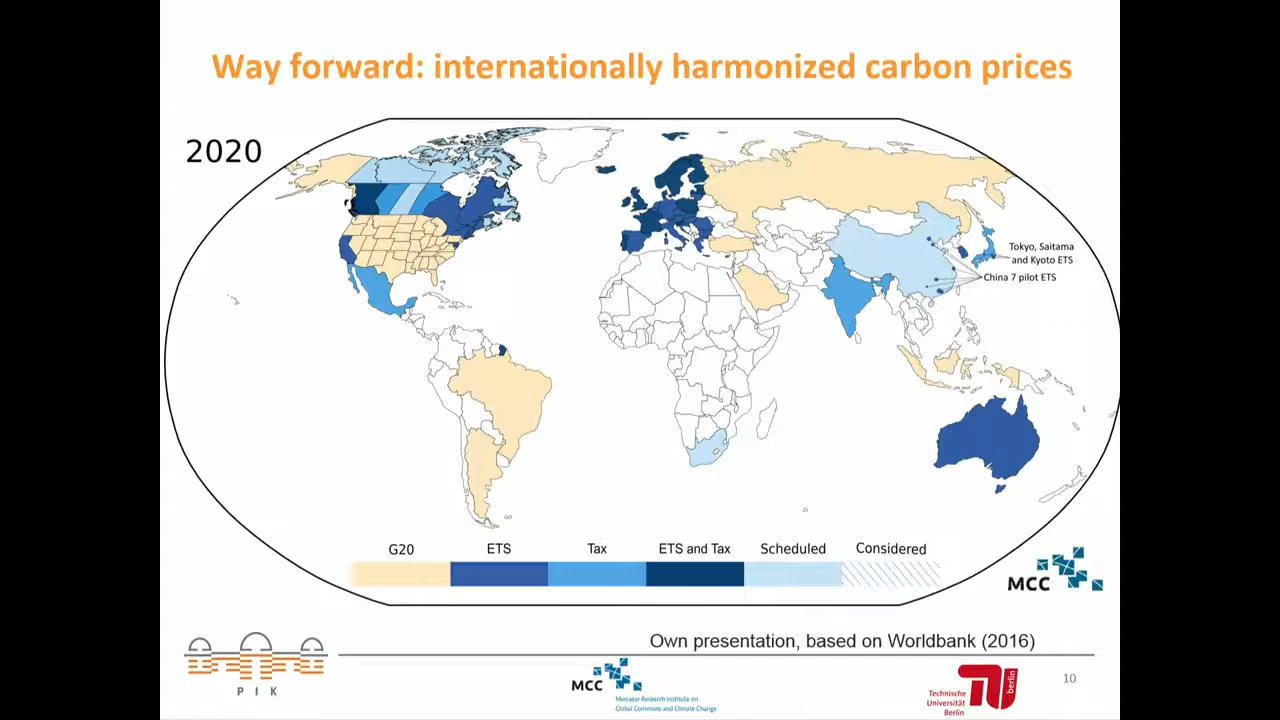 Way forward: internationally harmonized carbon prices
2020
Tokyo, Saitama
and Kyoto ETS
China 7 pilot ETS
G20
ETS
Tax
ETS and Tax
Scheduled
Considered
MCC
Own presentation, based on Worldbank (2016)
P I K
MCC
Mercator Research Institute on
Global Commons and Climate Change
Technische
Universität
Berlin
berlin
10